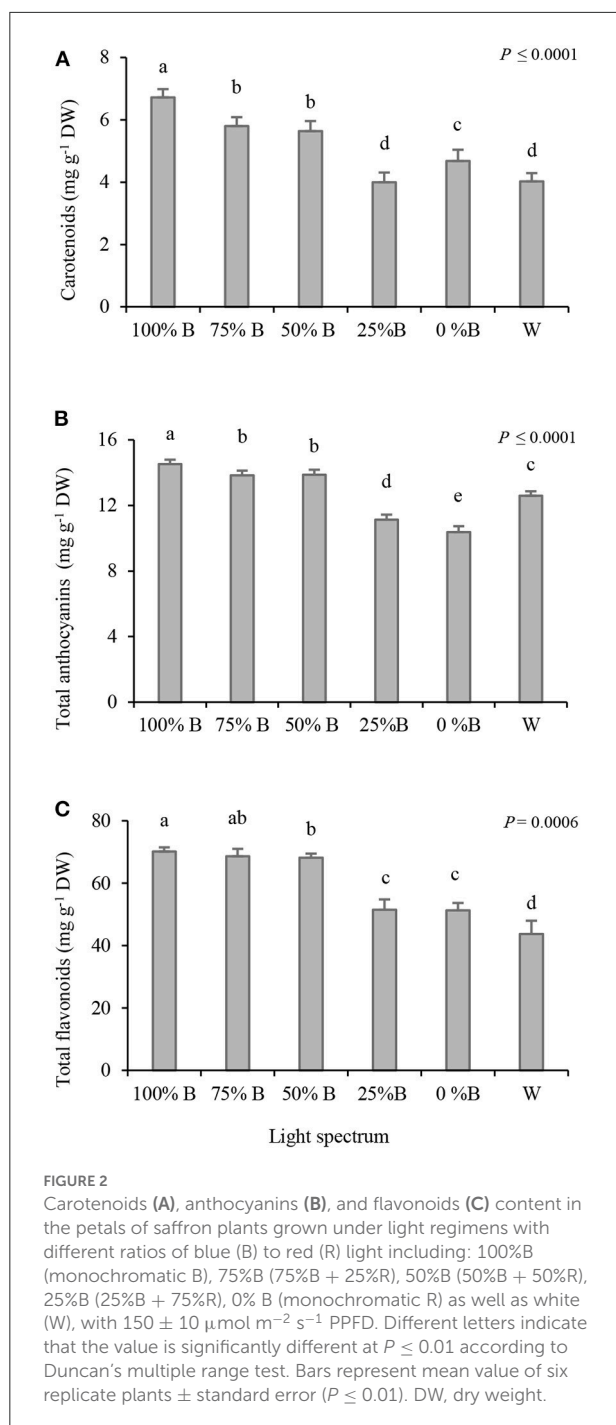 A
P ≤ 0.0001
Carotenoids (mg g⁻¹ DW)
8
6
4
2
0
a
b
b
d
c
d
100% B 75% B 50% B 25%B 0 %B W
B
P ≤ 0.0001
Total anthocyanins (mg g⁻¹ DW)
16
12
8
4
0
a
b
b
d
e
c
100% B 75% B 50% B 25%B 0 %B W
C
P = 0.0006
Total flavonoids (mg g⁻¹ DW)
80
60
40
20
0
a
ab
b
c
c
d
100% B 75% B 50% B 25%B 0 %B W
Light spectrum
FIGURE 2
Carotenoids (A), anthocyanins (B), and flavonoids (C) content in
the petals of saffron plants grown under light regimens with
different ratios of blue (B) to red (R) light including: 100%B
(monochromatic B), 75%B (75%B + 25%R), 50%B (50%B + 50%R),
25%B (25%B + 75%R), 0% B (monochromatic R) as well as white
(W), with 150 ± 10 μmol m⁻² s⁻¹ PPFD. Different letters indicate
that the value is significantly different at P ≤ 0.01 according to
Duncan's multiple range test. Bars represent mean value of six
replicate plants ± standard error (P ≤ 0.01). DW, dry weight.